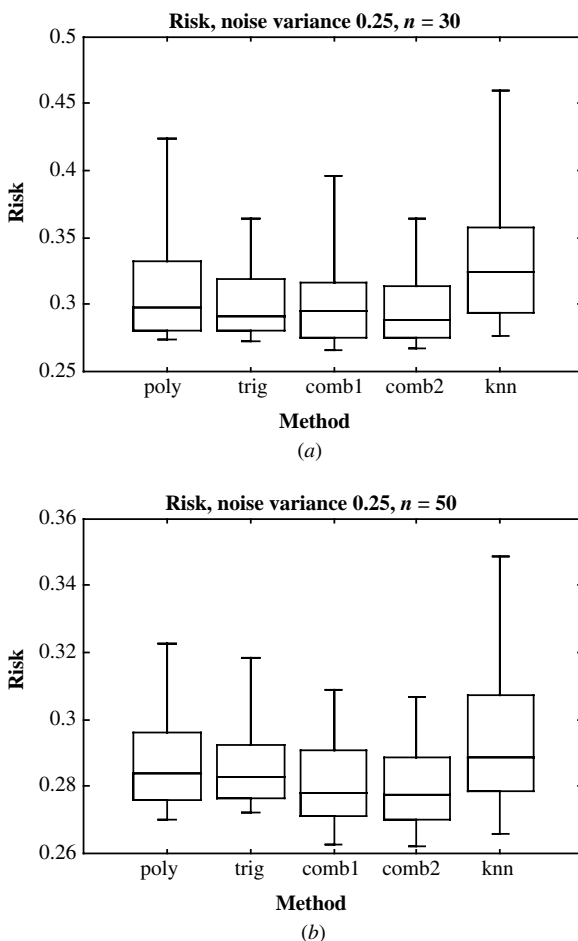 Risk, noise variance 0.25, n = 30
0.5
0.45
0.4
0.35
0.3
0.25
Risk
poly trig comb1 comb2 knn
Method
(a)
Risk, noise variance 0.25, n = 50
0.36
0.34
0.32
0.3
0.28
0.26
Risk
poly trig comb1 comb2 knn
Method
(b)